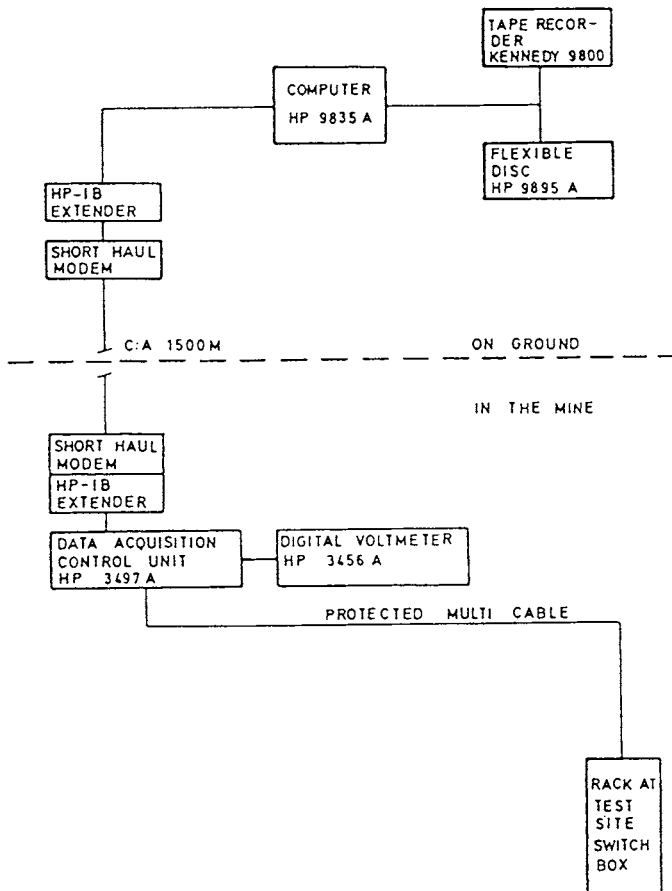 TAPE RECOR-
DER
KENNEDY 9800
COMPUTER
HP 9835 A
FLEXIBLE
DISC
HP 9895 A
HP-IB
EXTENDER
SHORT HAUL
MODEM
C:A 1500 M
ON GROUND
IN THE MINE
SHORT HAUL
MODEM
HP-IB
EXTENDER
DATA ACQUISITION
CONTROL UNIT
HP 3497 A
DIGITAL VOLTMETER
HP 3456 A
PROTECTED MULTI CABLE
RACK AT
TEST
SITE
SWITCH
BOX